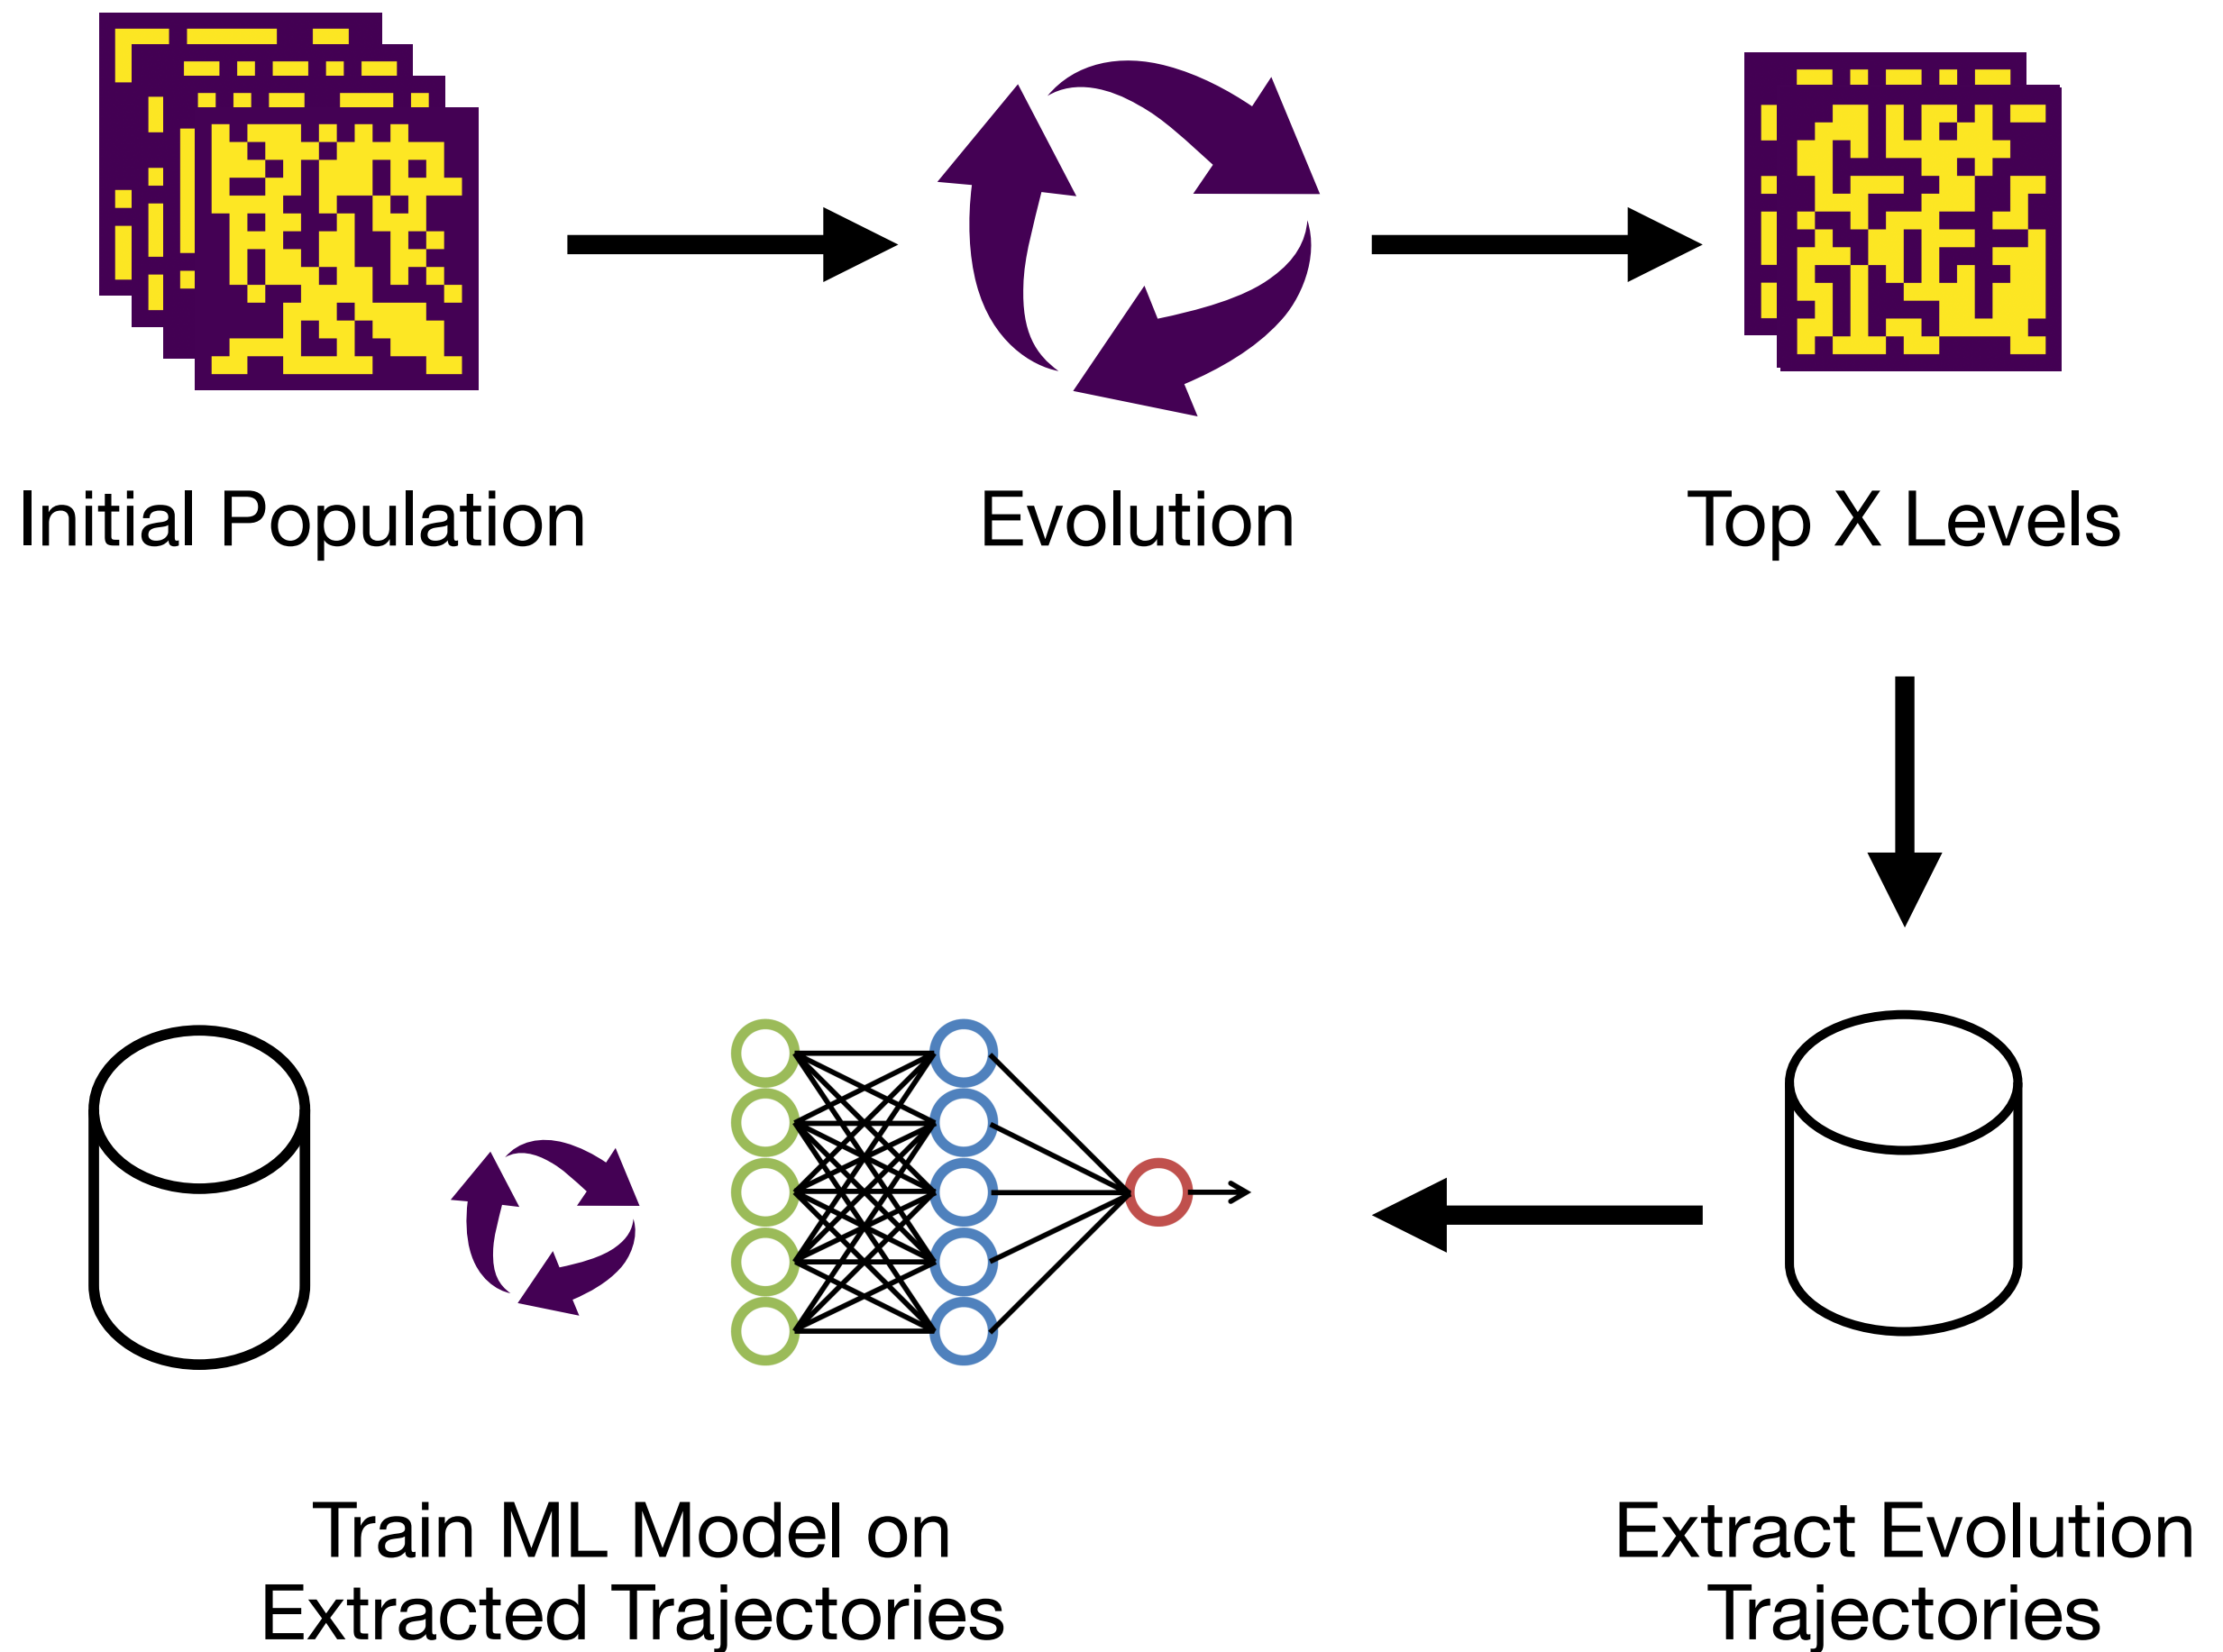 Initial Population
Evolution
Top X Levels
Train ML Model on
Extracted Trajectories
Extract Evolution
Trajectories